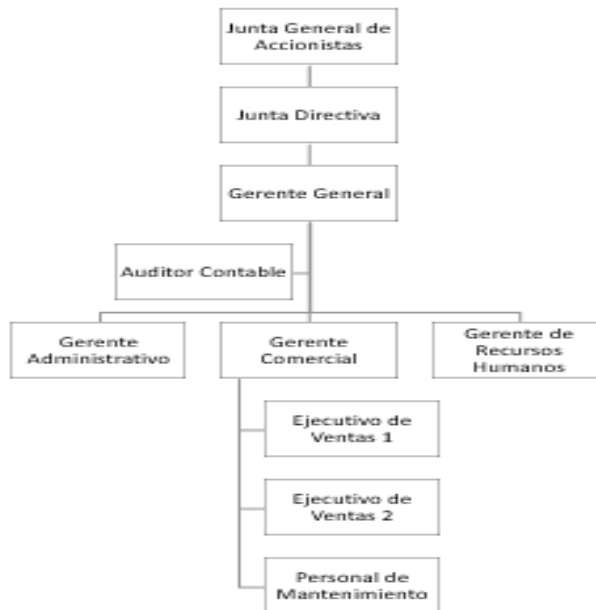 Junta General de
Accionistas
Junta Directiva
Gerente General
Auditor Contable
Gerente
Administrativo
Gerente
Comercial
Gerente de
Recursos
Humanos
Ejecutivo de
Ventas 1
Ejecutivo de
Ventas 2
Personal de
Mantenimiento